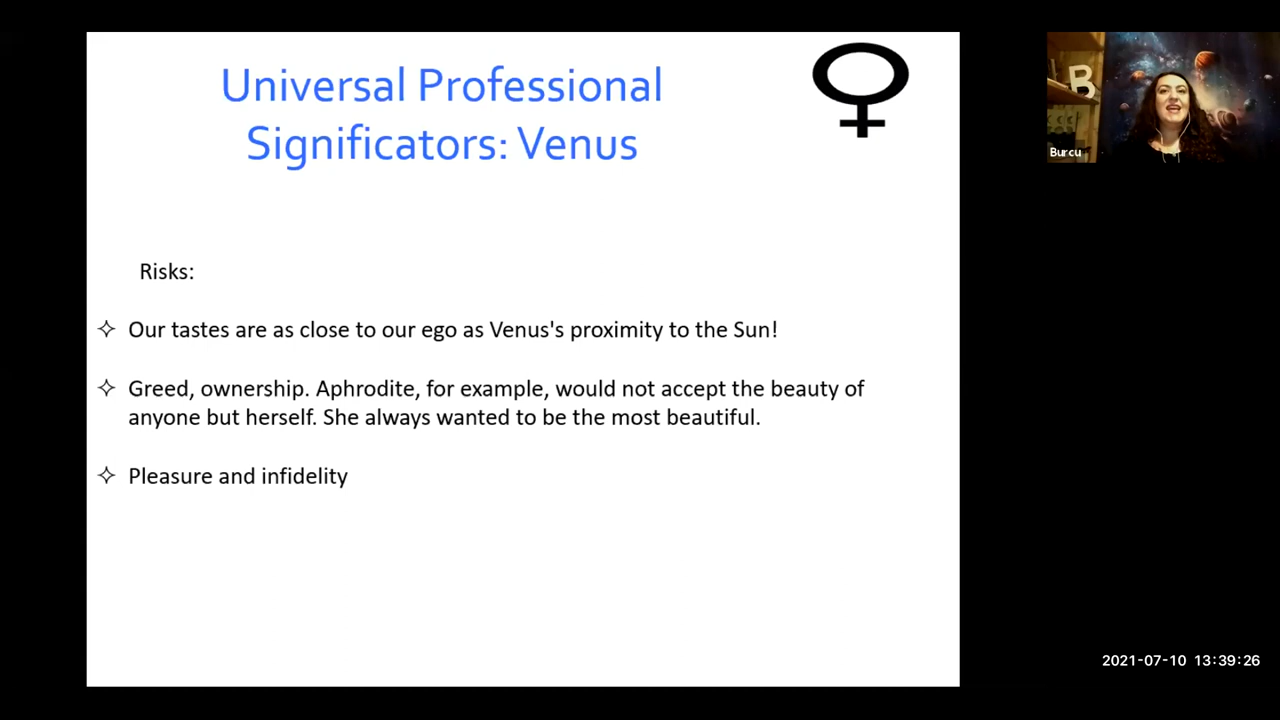 Universal Professional
Significators: Venus
Risks:
✧ Our tastes are as close to our ego as Venus's proximity to the Sun!
✧ Greed, ownership. Aphrodite, for example, would not accept the beauty of
anyone but herself. She always wanted to be the most beautiful.
✧ Pleasure and infidelity
B
Burcu
2021-07-10 13:39:26